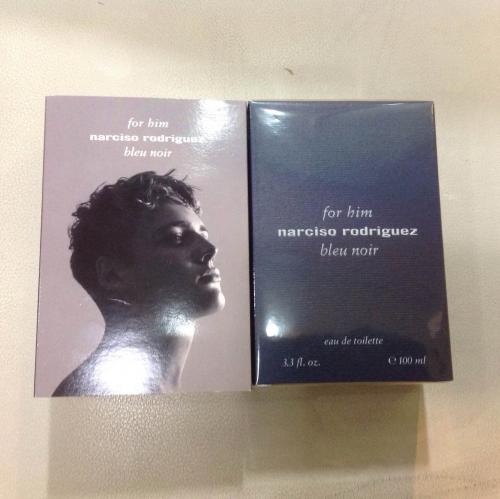 for him
narciso rodriguez
bleu noir
for him
narciso rodriguez
bleu noir
eau de toilette
3.3 fl. oz. ℮ 100 ml